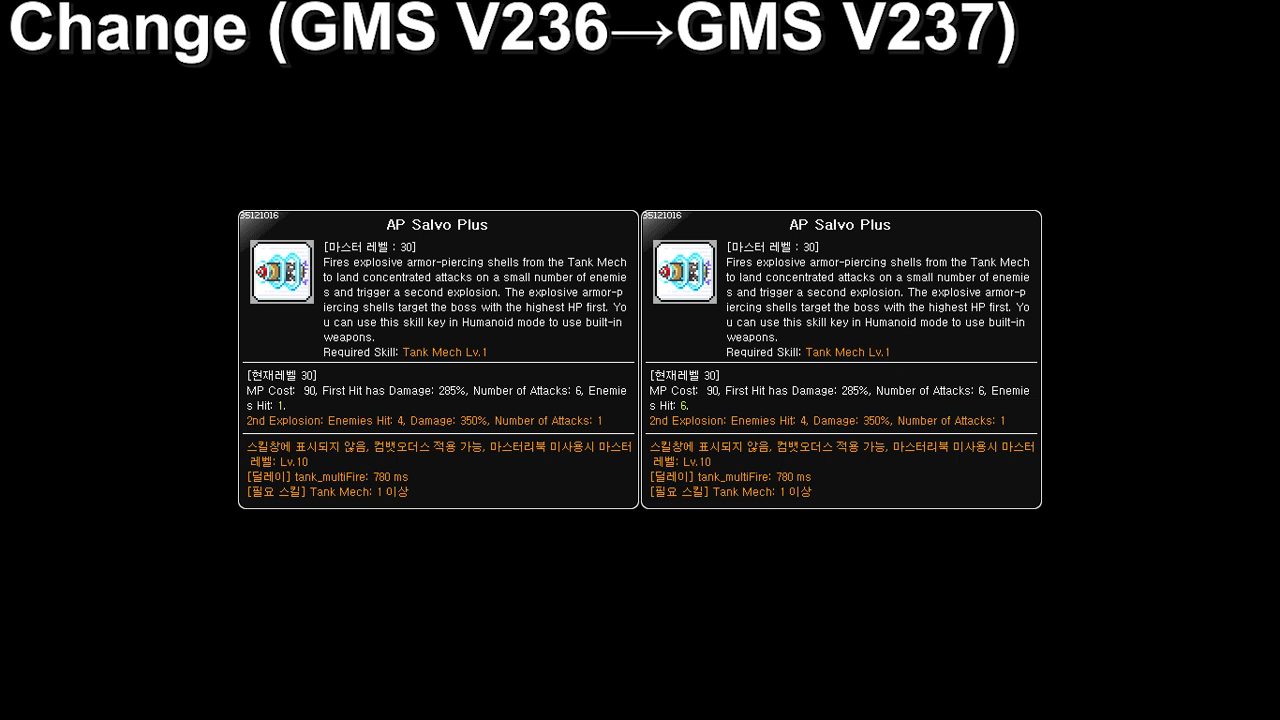 Change (GMS V236→GMS V237)
35121016
AP Salvo Plus
[마스터 레벨 : 30]
Fires explosive armor-piercing shells from the Tank Mech
to land concentrated attacks on a small number of enemie
s and trigger a second explosion. The explosive armor-p
iercing shells target the boss with the highest HP first. Yo
u can use this skill key in Humanoid mode to use built-in
weapons.
Required Skill: Tank Mech Lv.1
[현재레벨 30]
MP Cost:  90, First Hit has Damage: 285%, Number of Attacks: 6, Enemie
s Hit: 1.
2nd Explosion: Enemies Hit: 4, Damage: 350%, Number of Attacks: 1
스킬창에 표시되지 않음, 컴뱃오더스 적용 가능, 마스터리북 미사용시 마스터
레벨: Lv.10
[딜레이] tank_multiFire: 780 ms
[필요 스킬] Tank Mech: 1 이상
35121016
AP Salvo Plus
[마스터 레벨 : 30]
Fires explosive armor-piercing shells from the Tank Mech
to land concentrated attacks on a small number of enemie
s and trigger a second explosion. The explosive armor-p
iercing shells target the boss with the highest HP first. Yo
u can use this skill key in Humanoid mode to use built-in
weapons.
Required Skill: Tank Mech Lv.1
[현재레벨 30]
MP Cost:  90, First Hit has Damage: 285%, Number of Attacks: 6, Enemie
s Hit: 6.
2nd Explosion: Enemies Hit: 4, Damage: 350%, Number of Attacks: 1
스킬창에 표시되지 않음, 컴뱃오더스 적용 가능, 마스터리북 미사용시 마스터
레벨: Lv.10
[딜레이] tank_multiFire: 780 ms
[필요 스킬] Tank Mech: 1 이상